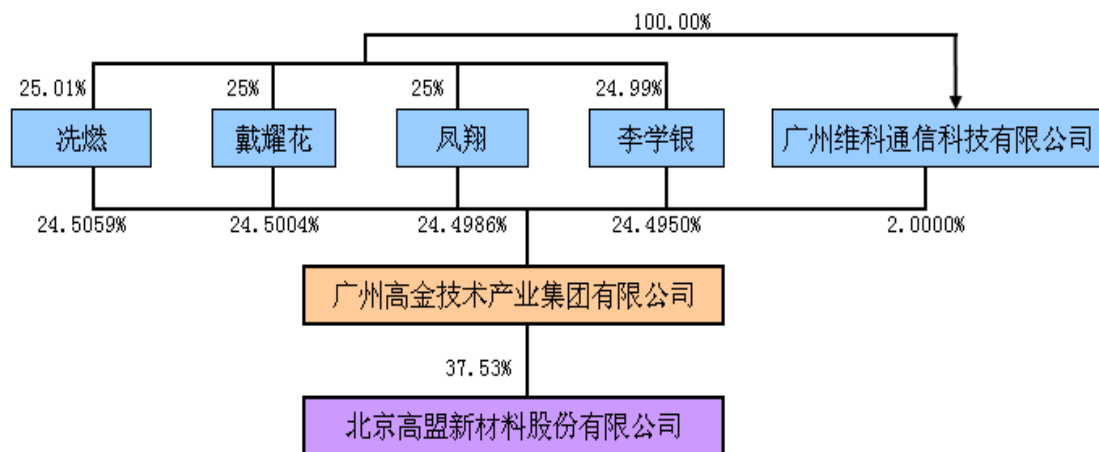 100.00%
25.01%
25%
25%
24.99%
冼燃
戴耀花
凤翔
李学银
广州维科通信科技有限公司
24.5059%
24.5004%
24.4986%
24.4950%
2.0000%
广州高金技术产业集团有限公司
37.53%
北京高盟新材料股份有限公司